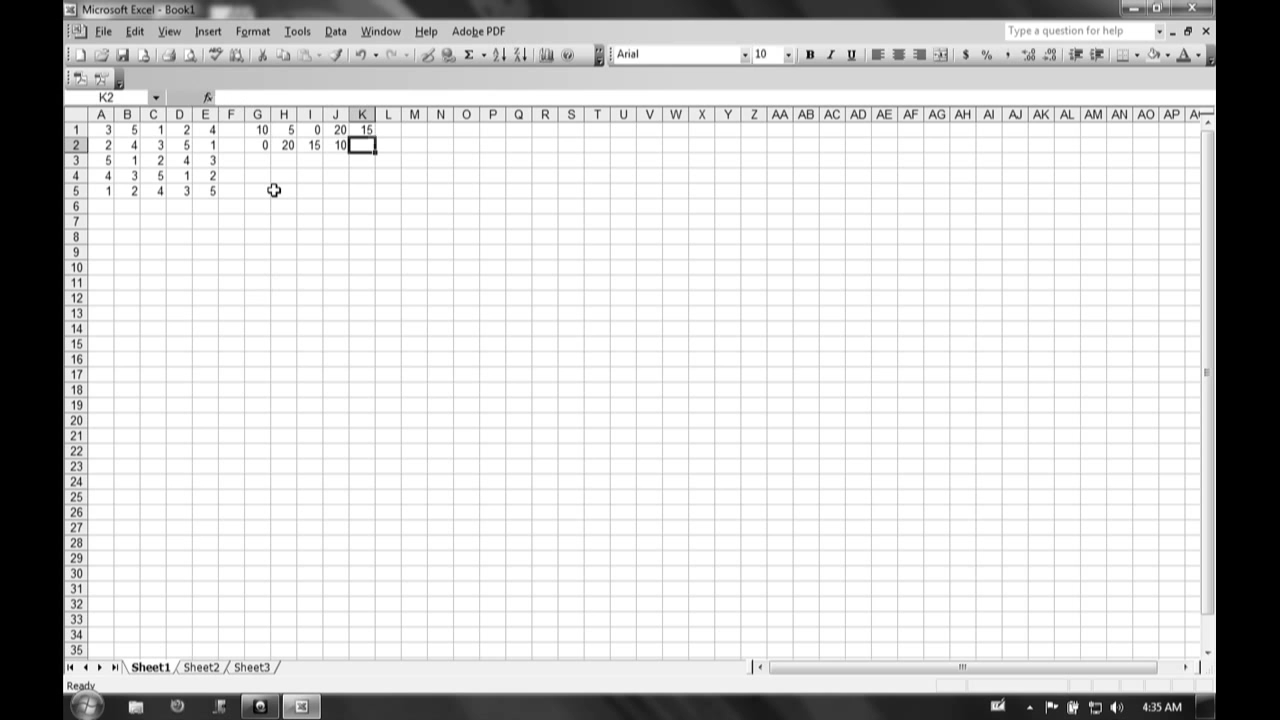 Microsoft Excel - Book1
File Edit View Insert Format Tools Data Window Help Adobe PDF Type a question for help
Arial 10 B I U $ %
K2 fx
A B C D E F G H I J K L M N O P Q R S T U V W X Y Z AA AB AC AD AE AF AG AH AI AJ AK AL AM AN AO AP
1 3 5 1 2 4 10 5 0 20 15
2 2 4 3 5 1 0 20 15 10
3 5 1 2 4 3
4 4 3 5 1 2
5 1 2 4 3 5
6
7
8
9
10
11
12
13
14
15
16
17
18
19
20
21
22
23
24
25
26
27
28
29
30
31
32
33
34
35
Sheet1 Sheet2 Sheet3
Ready
4:35 AM